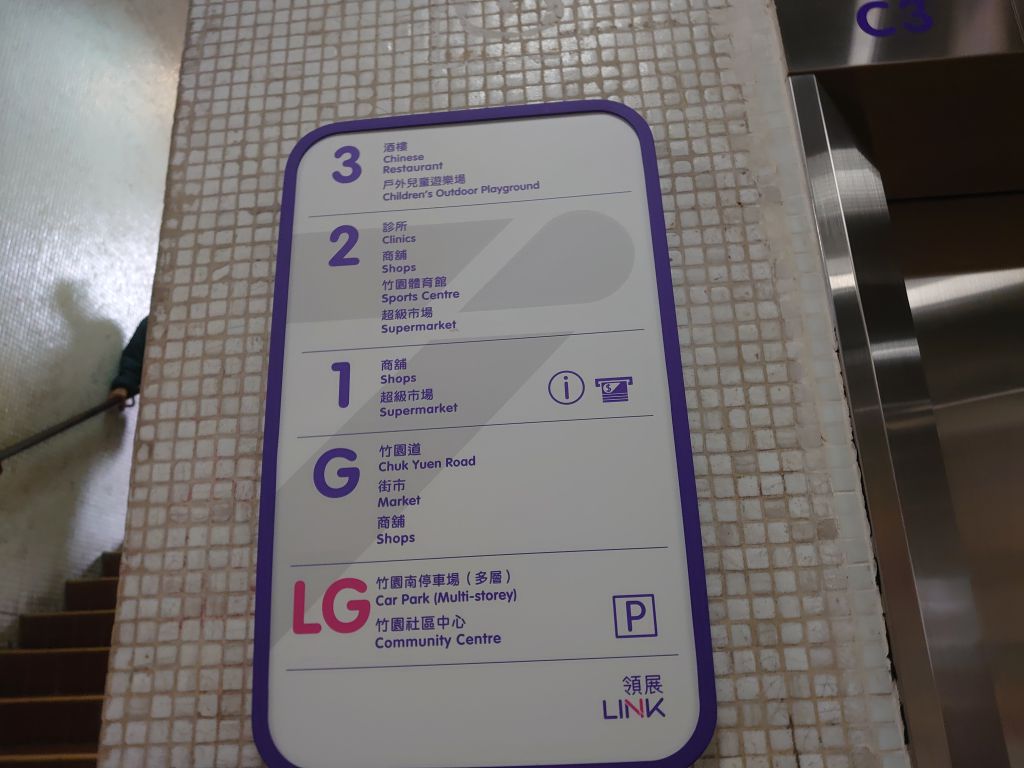 C3
3
酒樓
Chinese
Restaurant
戶外兒童遊樂場
Children's Outdoor Playground
2
診所
Clinics
商舖
Shops
竹園體育館
Sports Centre
超級市場
Supermarket
1
商舖
Shops
超級市場
Supermarket
i
$
G
竹園道
Chuk Yuen Road
街市
Market
商舖
Shops
LG
竹園南停車場（多層）
Car Park (Multi-storey)
竹園社區中心
Community Centre
P
領展
LINK